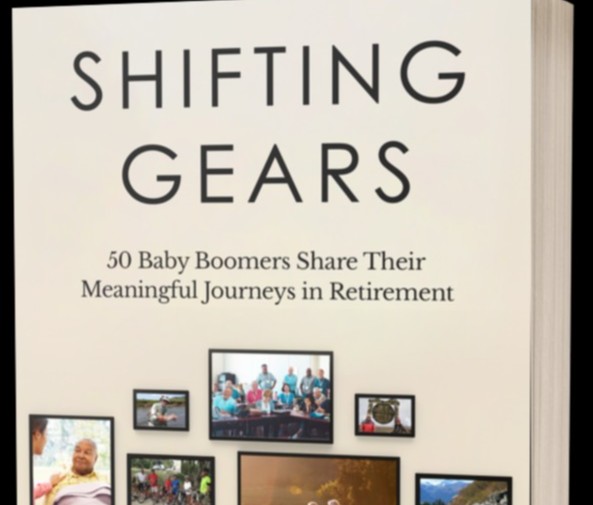 SHIFTING
GEARS
50 Baby Boomers Share Their
Meaningful Journeys in Retirement